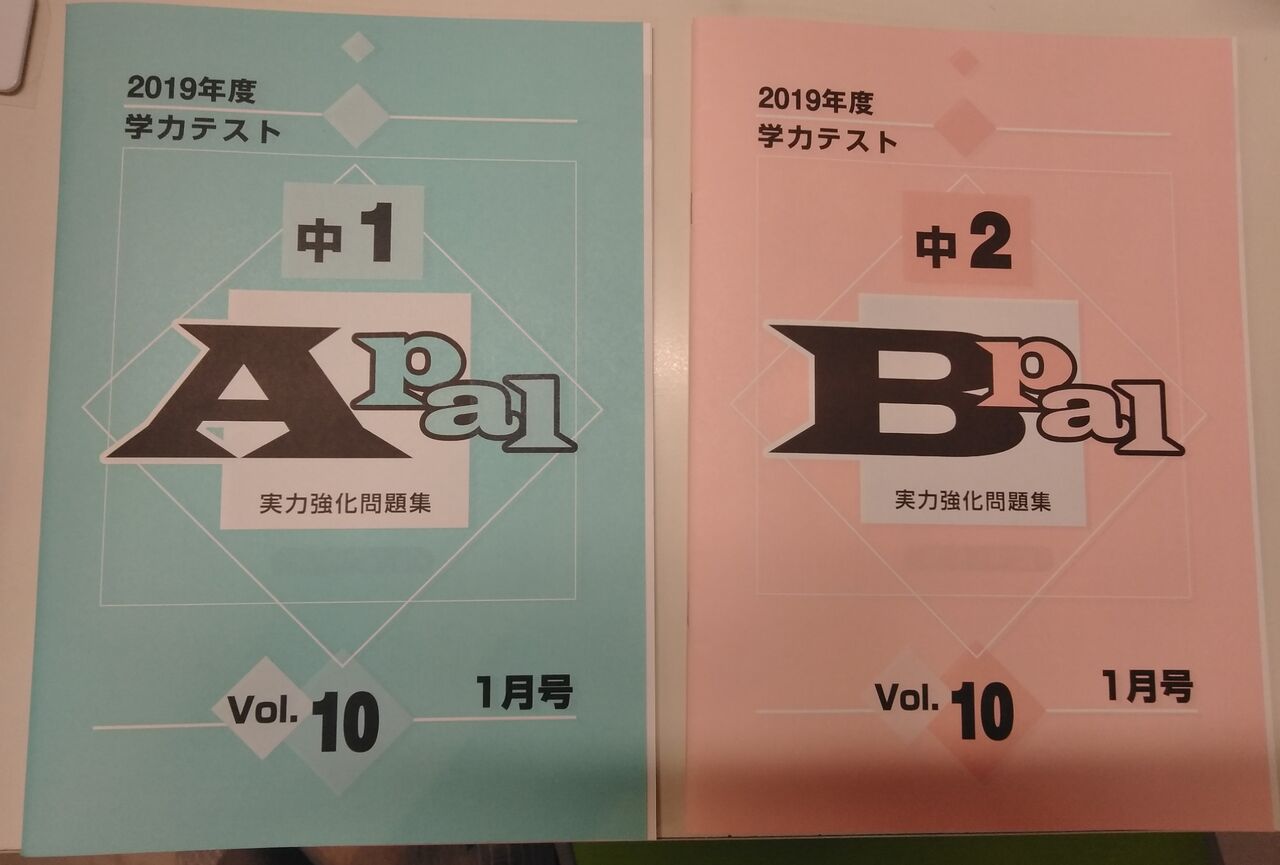 2019年度
学力テスト
中1
Apal
実力強化問題集
Vol. 10
1月号
2019年度
学力テスト
中2
Bpal
実力強化問題集
Vol. 10
1月号